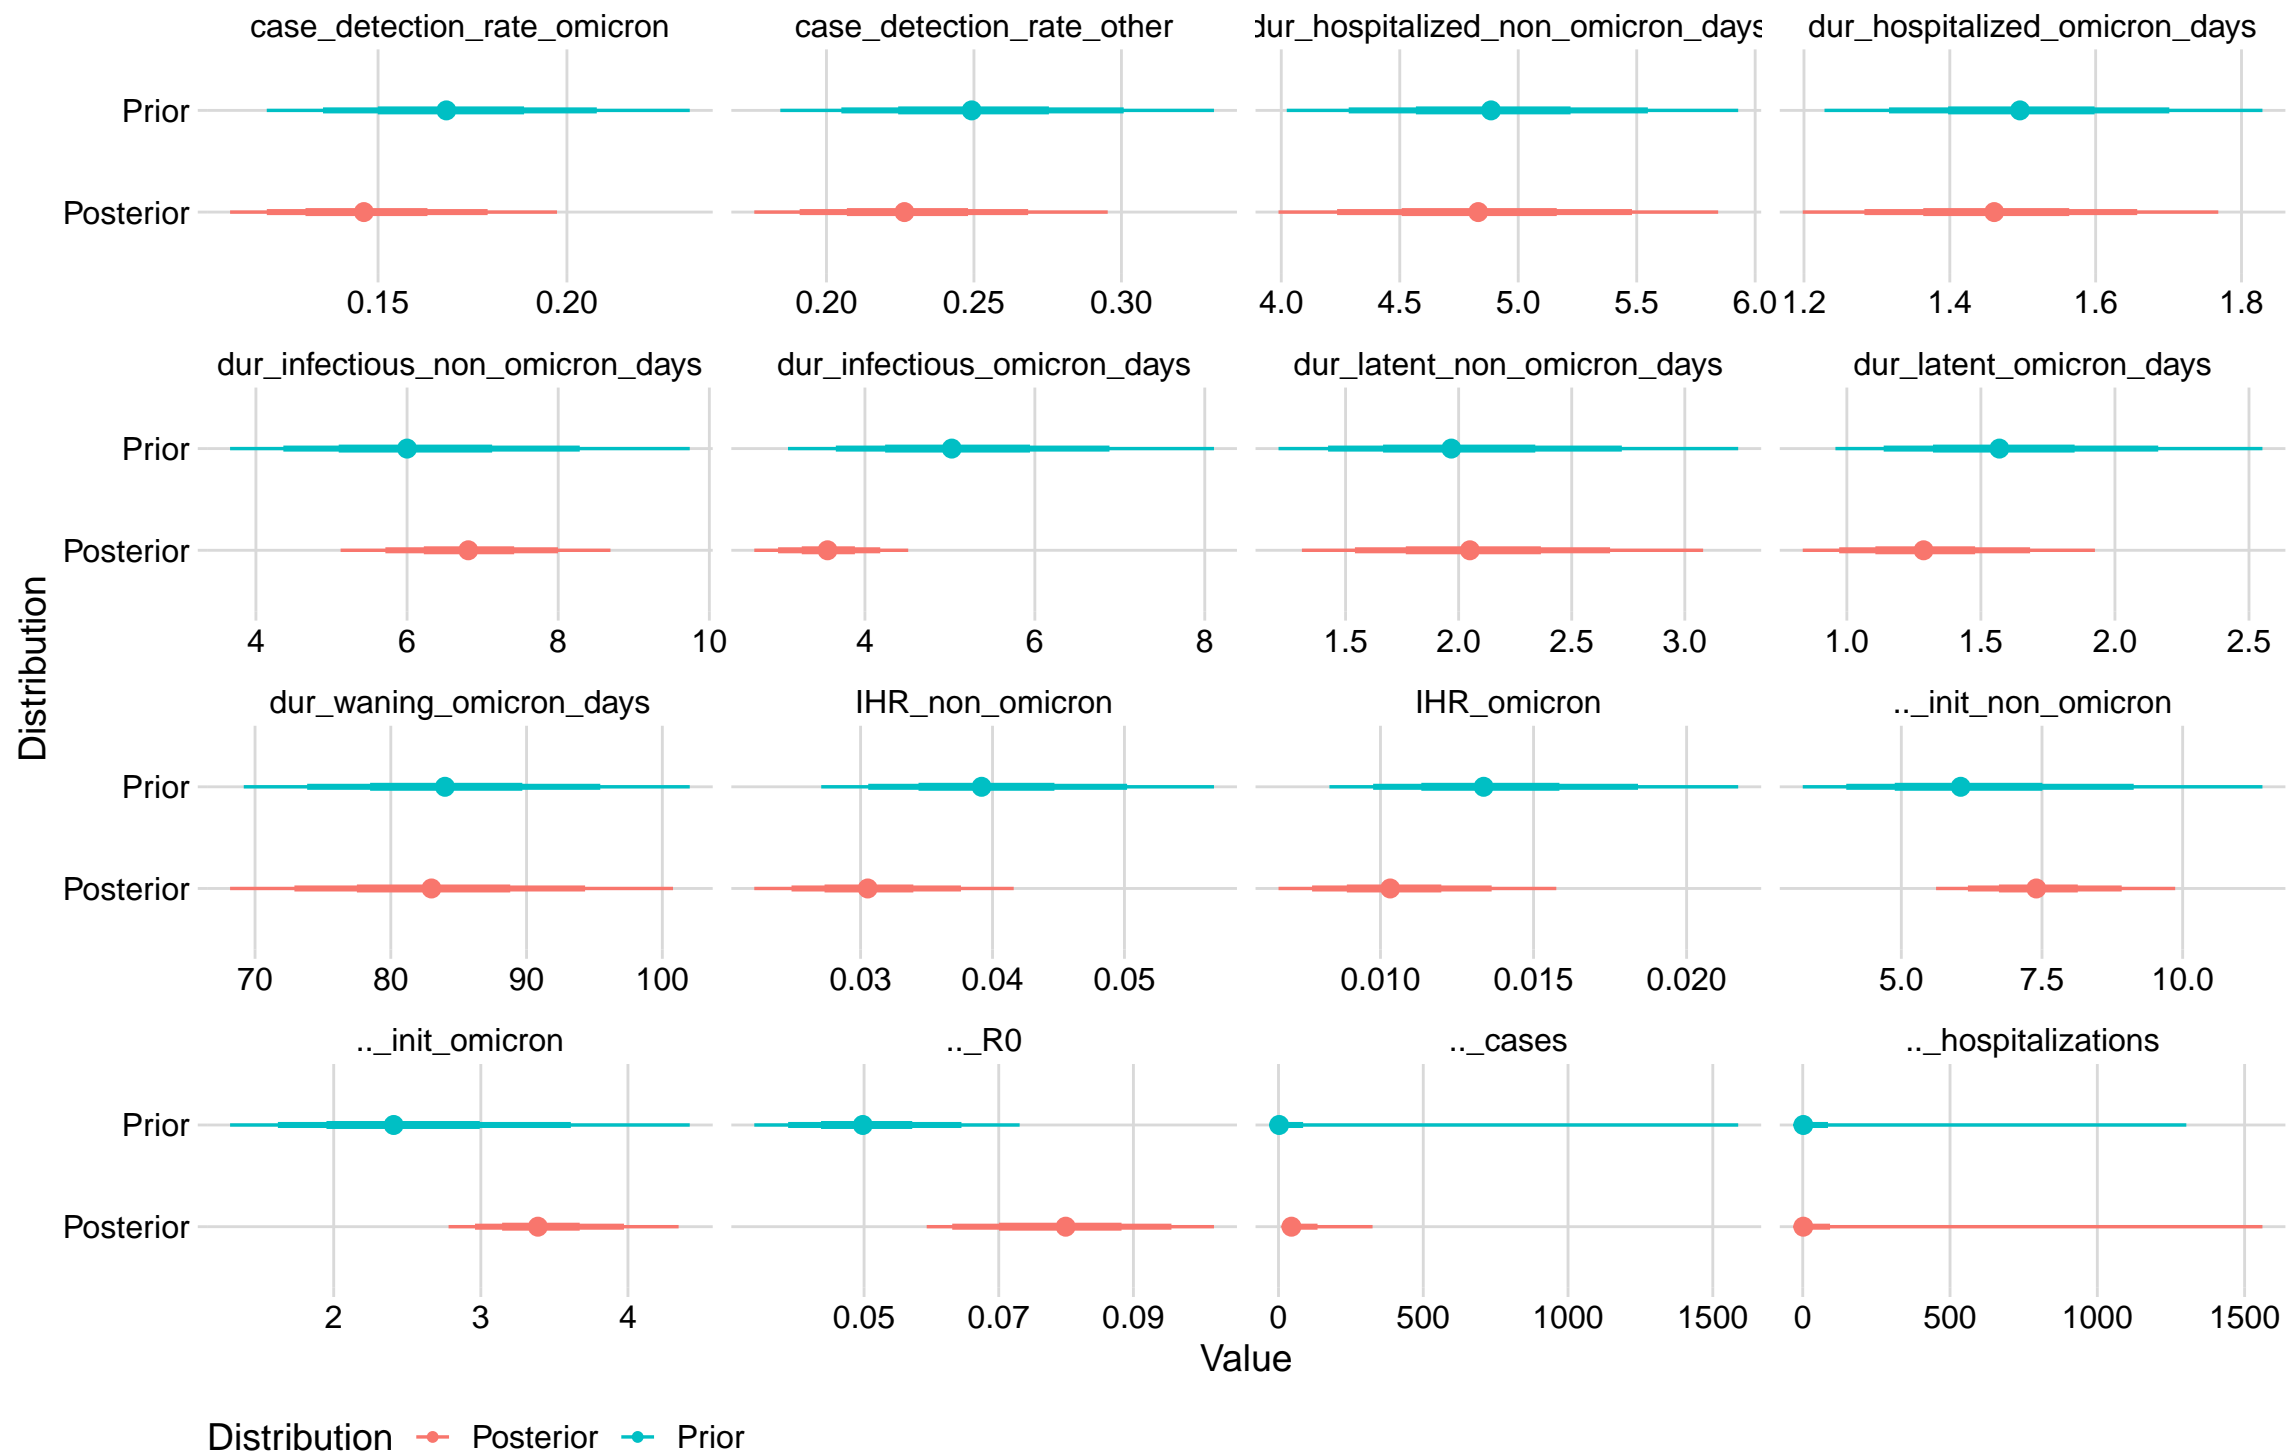 case_detection_rate_omicron case_detection_rate_other dur_hospitalized_non_omicron_days dur_hospitalized_omicron_days
Prior
Posterior
0.15 0.20 0.20 0.25 0.30 4.0 4.5 5.0 5.5 6.0 1.2 1.4 1.6 1.8
dur_infectious_non_omicron_days dur_infectious_omicron_days dur_latent_non_omicron_days dur_latent_omicron_days
Prior
Posterior
4 6 8 10 4 6 8 1.5 2.0 2.5 3.0 1.0 1.5 2.0 2.5
Distribution
dur_waning_omicron_days IHR_non_omicron IHR_omicron .._init_non_omicron
Prior
Posterior
70 80 90 100 0.03 0.04 0.05 0.010 0.015 0.020 5.0 7.5 10.0
.._init_omicron .._R0 .._cases .._hospitalizations
Prior
Posterior
2 3 4 0.05 0.07 0.09 0 500 1000 1500 0 500 1000 1500
Value
Distribution Posterior Prior